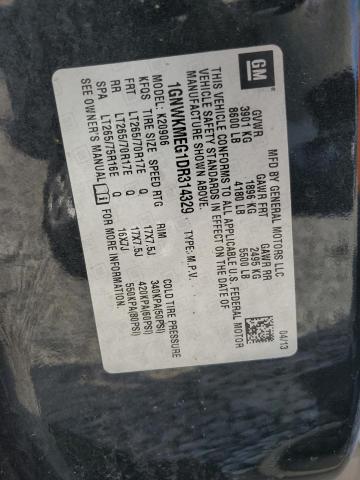 GM
MFG BY GENERAL MOTORS LLC
04/13
GVWR GAWR FRT GAWR RR
3901 KG 1896 KG 2495 KG
8600 LB 4180 LB 5500 LB
THIS VEHICLE CONFORMS TO ALL APPLICABLE U.S. FEDERAL MOTOR
VEHICLE SAFETY STANDARDS IN EFFECT ON THE DATE OF
MANUFACTURE SHOWN ABOVE.
1GNWKMEG1DR314329 TYPE: M.P.V.
MODEL: K20906
KFQS TIRE SIZE SPEED RTG RIM COLD TIRE PRESSURE
FRT LT265/70R17E Q 17X7.5J 340KPA(50PSI)
RR LT265/70R17E Q 17X7.5J 420KPA(60PSI)
SPA LT265/75R16E Q 16X7J 550KPA(80PSI)
SEE OWNER'S MANUAL FOR MORE INFORMATION.